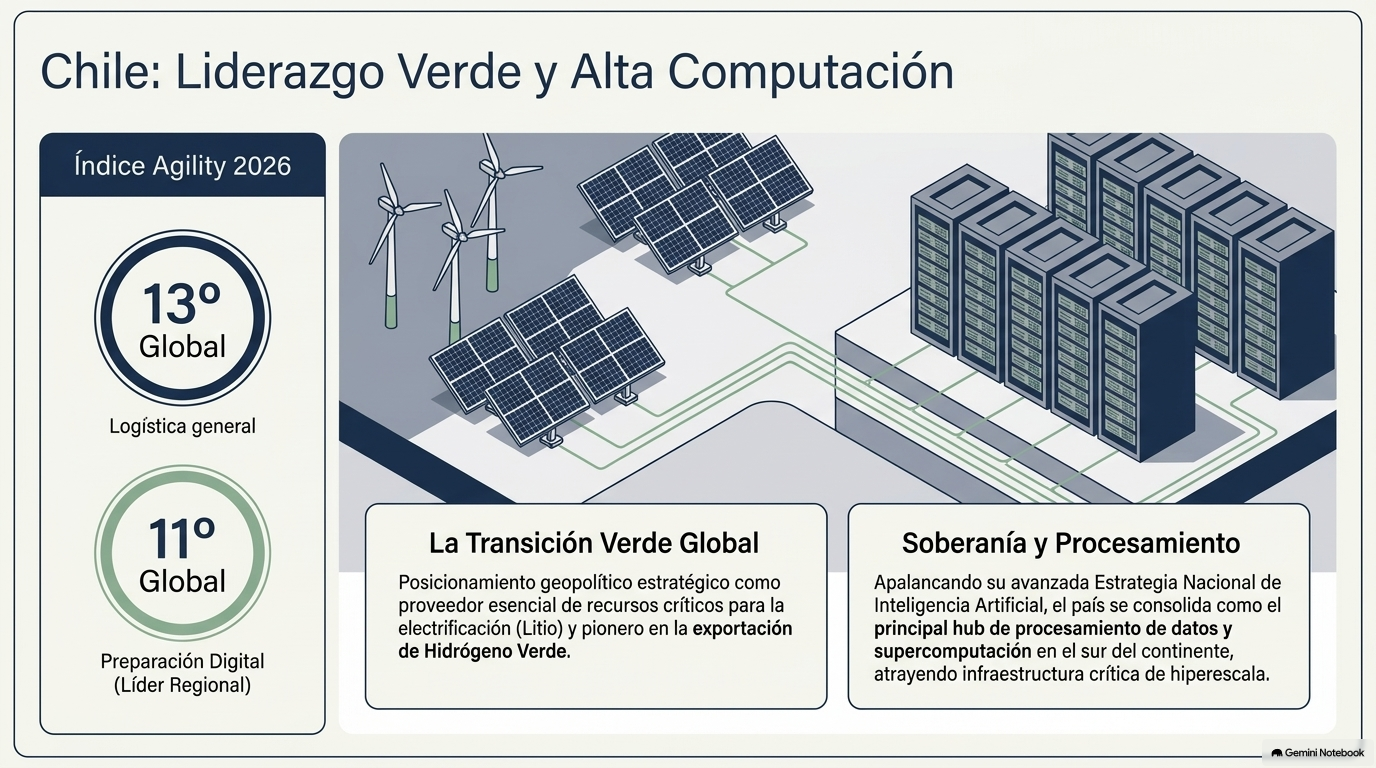 Chile: Liderazgo Verde y Alta Computación
Índice Agility 2026
13º
Global
Logística general
11º
Global
Preparación Digital
(Líder Regional)
La Transición Verde Global
Posicionamiento geopolítico estratégico como
proveedor esencial de recursos críticos para la
electrificación (Litio) y pionero en la exportación
de Hidrógeno Verde.
Soberanía y Procesamiento
Apalancando su avanzada Estrategia Nacional de
Inteligencia Artificial, el país se consolida como el
principal hub de procesamiento de datos y
supercomputación en el sur del continente,
atrayendo infraestructura crítica de hiperescala.
Gemini Notebook